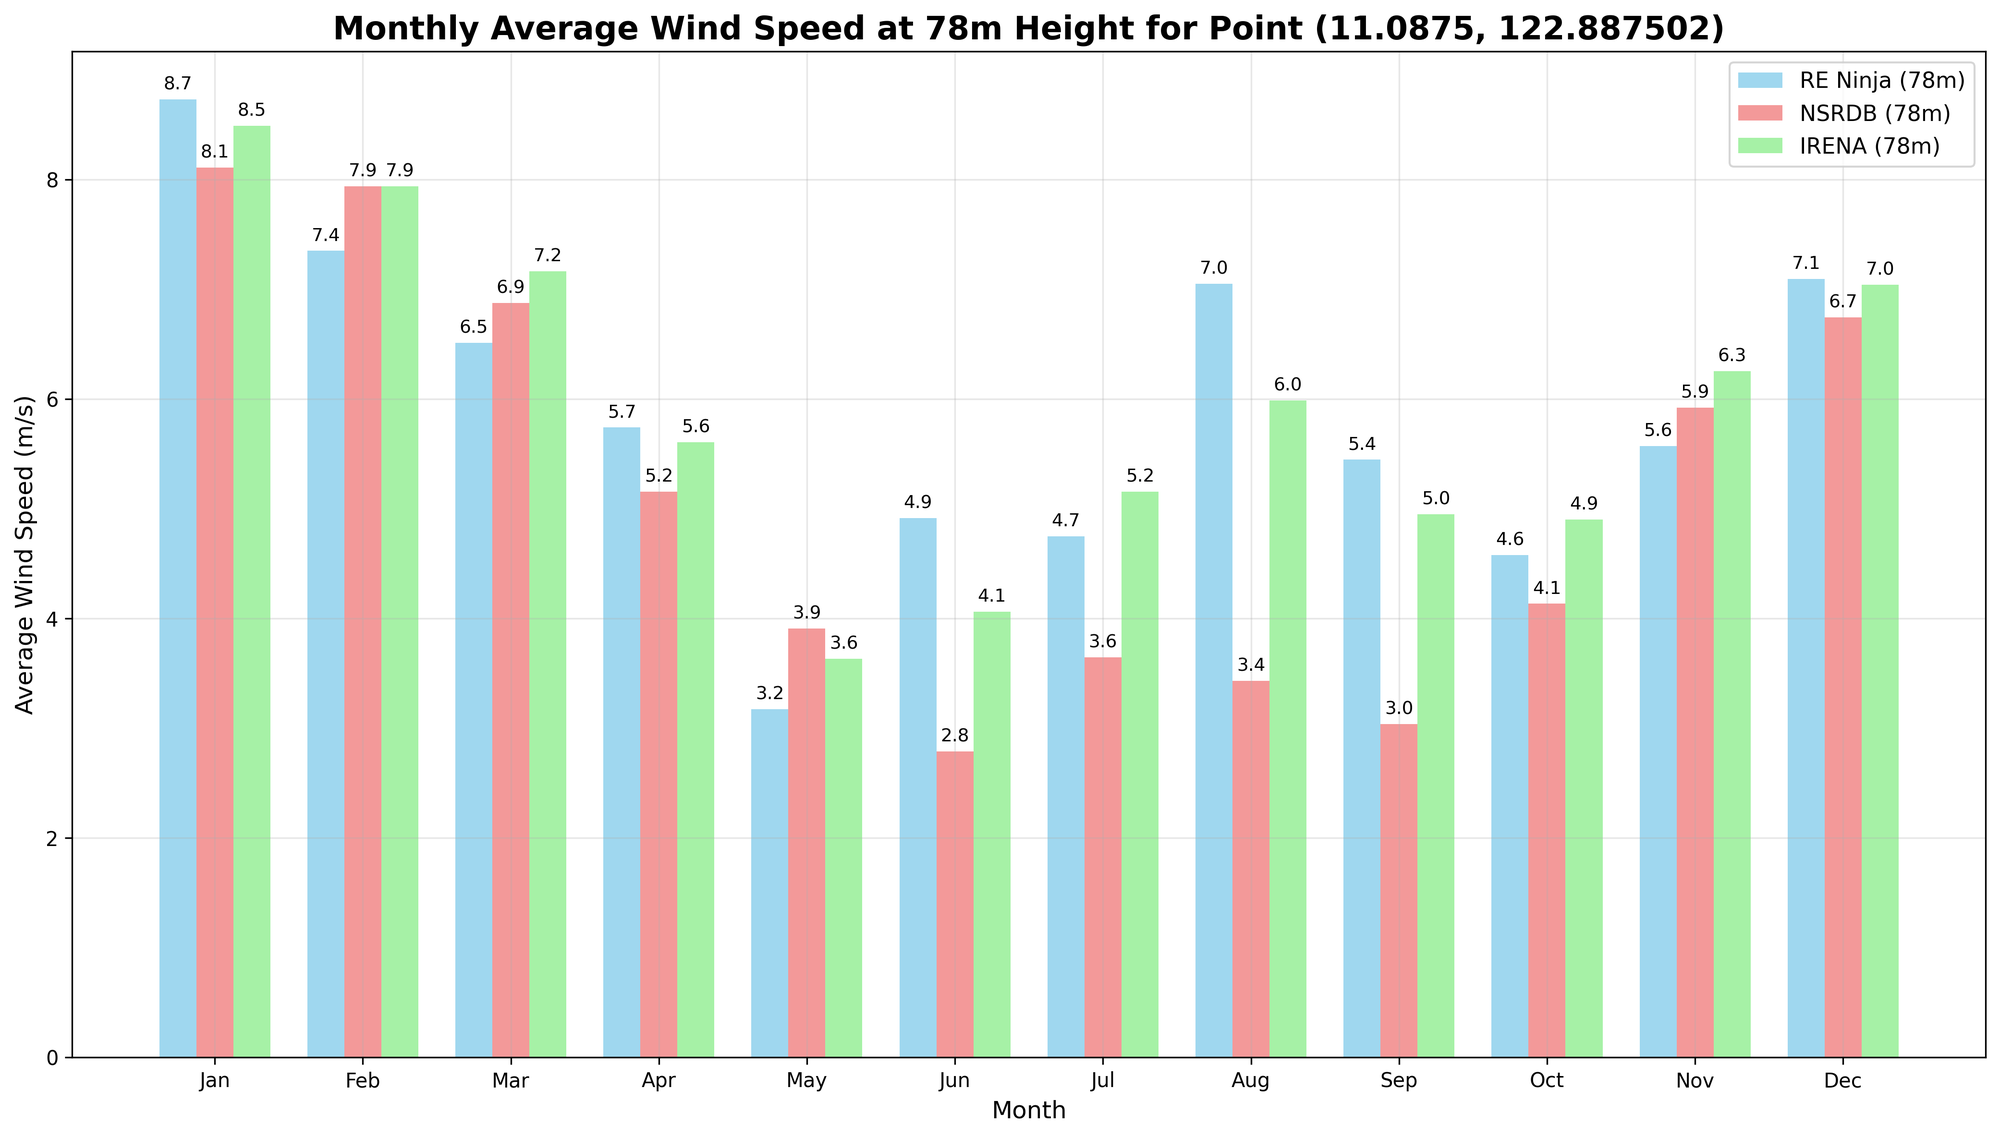 Monthly Average Wind Speed at 78m Height for Point (11.0875, 122.887502)
RE Ninja (78m)
NSRDB (78m)
IRENA (78m)
Average Wind Speed (m/s)
8
6
4
2
0
8.7 8.1 8.5
7.4 7.9 7.9
6.5 6.9 7.2
5.7 5.2 5.6
3.2 3.9 3.6
4.9 2.8 4.1
4.7 3.6 5.2
7.0 3.4 6.0
5.4 3.0 5.0
4.6 4.1 4.9
5.6 5.9 6.3
7.1 6.7 7.0
Jan Feb Mar Apr May Jun Jul Aug Sep Oct Nov Dec
Month